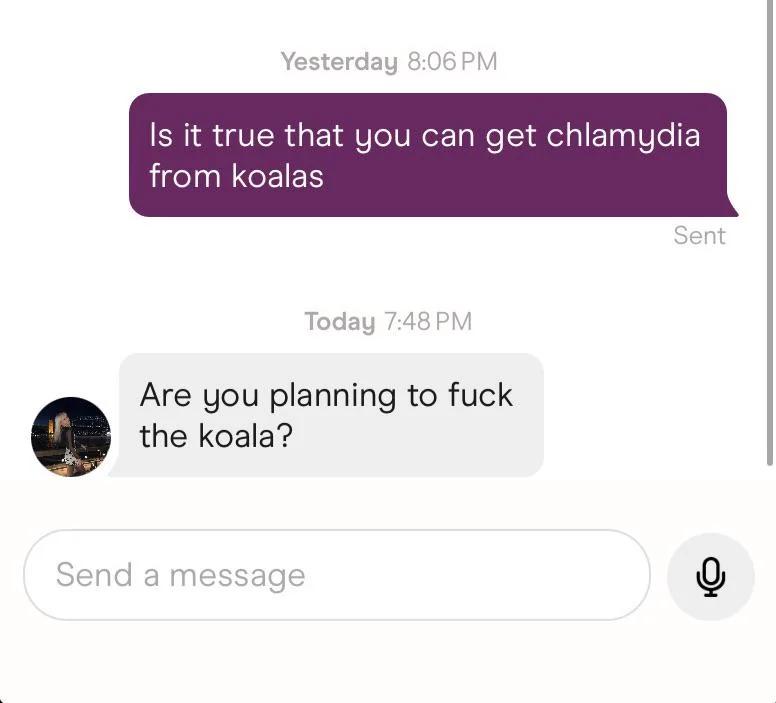 Yesterday 8:06 PM
Is it true that you can get chlamydia
from koalas
Sent
Today 7:48 PM
Are you planning to fuck
the koala?
Send a message